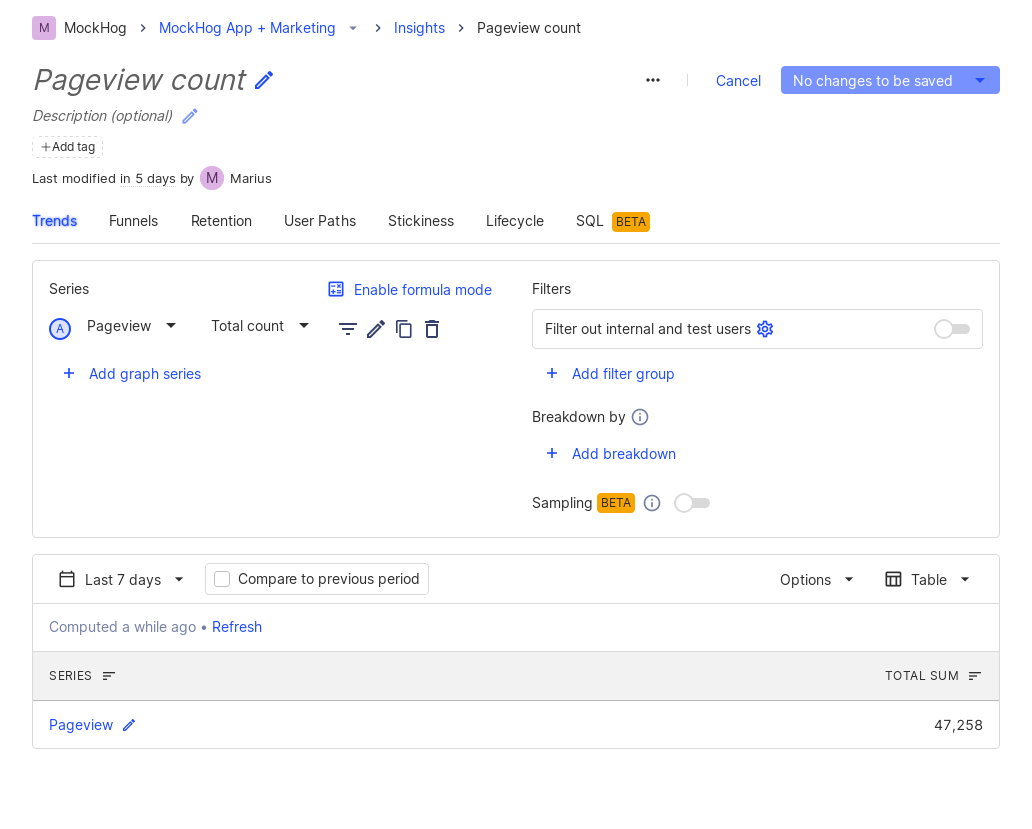 M MockHog > MockHog App + Marketing > Insights > Pageview count
Pageview count
Cancel
No changes to be saved
Description (optional)
+Add tag
Last modified in 5 days by M Marius
Trends Funnels Retention User Paths Stickiness Lifecycle SQL BETA
Series
Enable formula mode
A Pageview Total count
+ Add graph series
Filters
Filter out internal and test users
+ Add filter group
Breakdown by
+ Add breakdown
Sampling BETA
Last 7 days Compare to previous period Options Table
Computed a while ago • Refresh
SERIES TOTAL SUM
Pageview 47,258